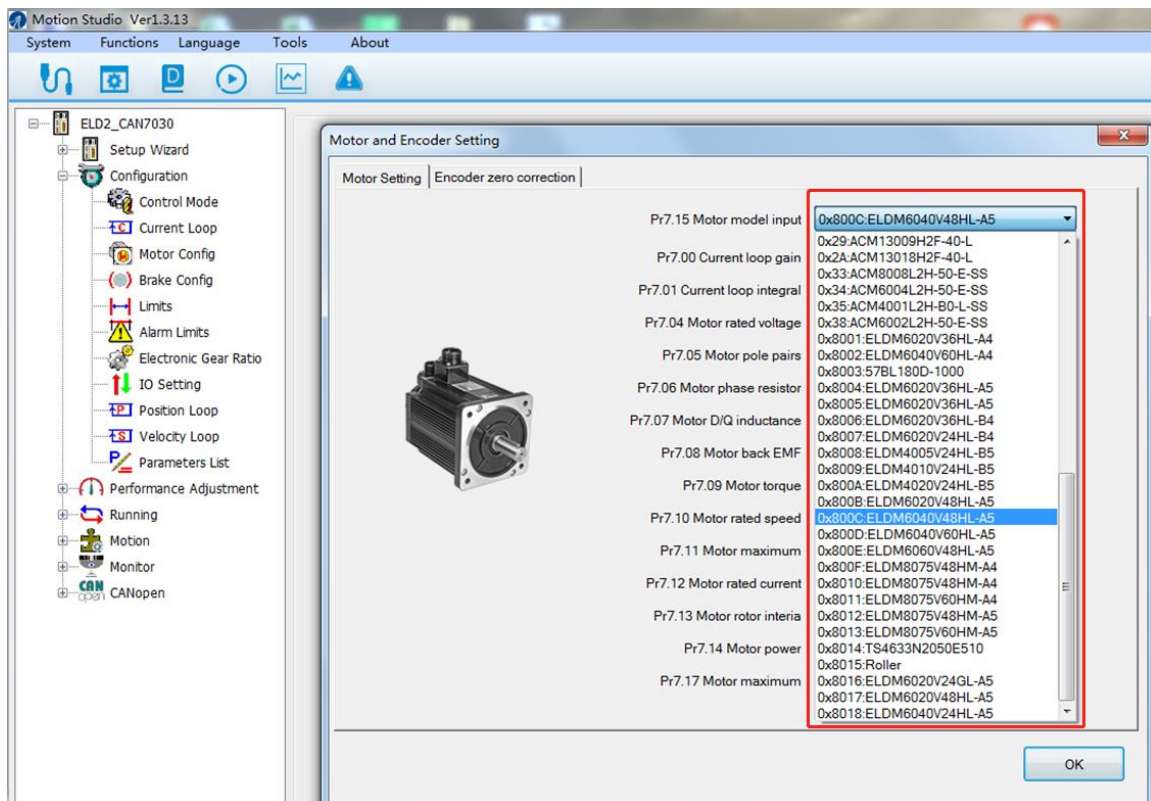 Motion Studio Ver1.3.13
System Functions Language Tools About
ELD2_CAN7030
Setup Wizard
Configuration
Control Mode
Current Loop
Motor Config
Brake Config
Limits
Alarm Limits
Electronic Gear Ratio
IO Setting
Position Loop
Velocity Loop
Parameters List
Performance Adjustment
Running
Motion
Monitor
CAN
open
CANopen
Motor and Encoder Setting
Motor Setting Encoder zero correction
Pr7.15 Motor model input
Pr7.00 Current loop gain
Pr7.01 Current loop integral
Pr7.04 Motor rated voltage
Pr7.05 Motor pole pairs
Pr7.06 Motor phase resistor
Pr7.07 Motor D/Q inductance
Pr7.08 Motor back EMF
Pr7.09 Motor torque
Pr7.10 Motor rated speed
Pr7.11 Motor maximum
Pr7.12 Motor rated current
Pr7.13 Motor rotor interia
Pr7.14 Motor power
Pr7.17 Motor maximum
0x800C:ELDM6040V48HL-A5
0x29:ACM13009H2F-40-L
0x2A:ACM13018H2F-40-L
0x33:ACM8008L2H-50-E-SS
0x34:ACM6004L2H-50-E-SS
0x35:ACM4001L2H-B0-L-SS
0x38:ACM6002L2H-50-E-SS
0x8001:ELDM6020V36HL-A4
0x8002:ELDM6040V60HL-A4
0x8003:57BL180D-1000
0x8004:ELDM6020V36HL-A5
0x8005:ELDM6020V36HL-A5
0x8006:ELDM6020V36HL-B4
0x8007:ELDM6020V24HL-B4
0x8008:ELDM4005V24HL-B5
0x8009:ELDM4010V24HL-B5
0x800A:ELDM4020V24HL-B5
0x800B:ELDM6020V48HL-A5
0x800C:ELDM6040V48HL-A5
0x800D:ELDM6040V60HL-A5
0x800E:ELDM6060V48HL-A5
0x800F:ELDM8075V48HM-A4
0x8010:ELDM8075V48HM-A4
0x8011:ELDM8075V60HM-A4
0x8012:ELDM8075V48HM-A5
0x8013:ELDM8075V60HM-A5
0x8014:TS4633N2050E510
0x8015:Roller
0x8016:ELDM6020V24GL-A5
0x8017:ELDM6020V48HL-A5
0x8018:ELDM6040V24HL-A5
OK